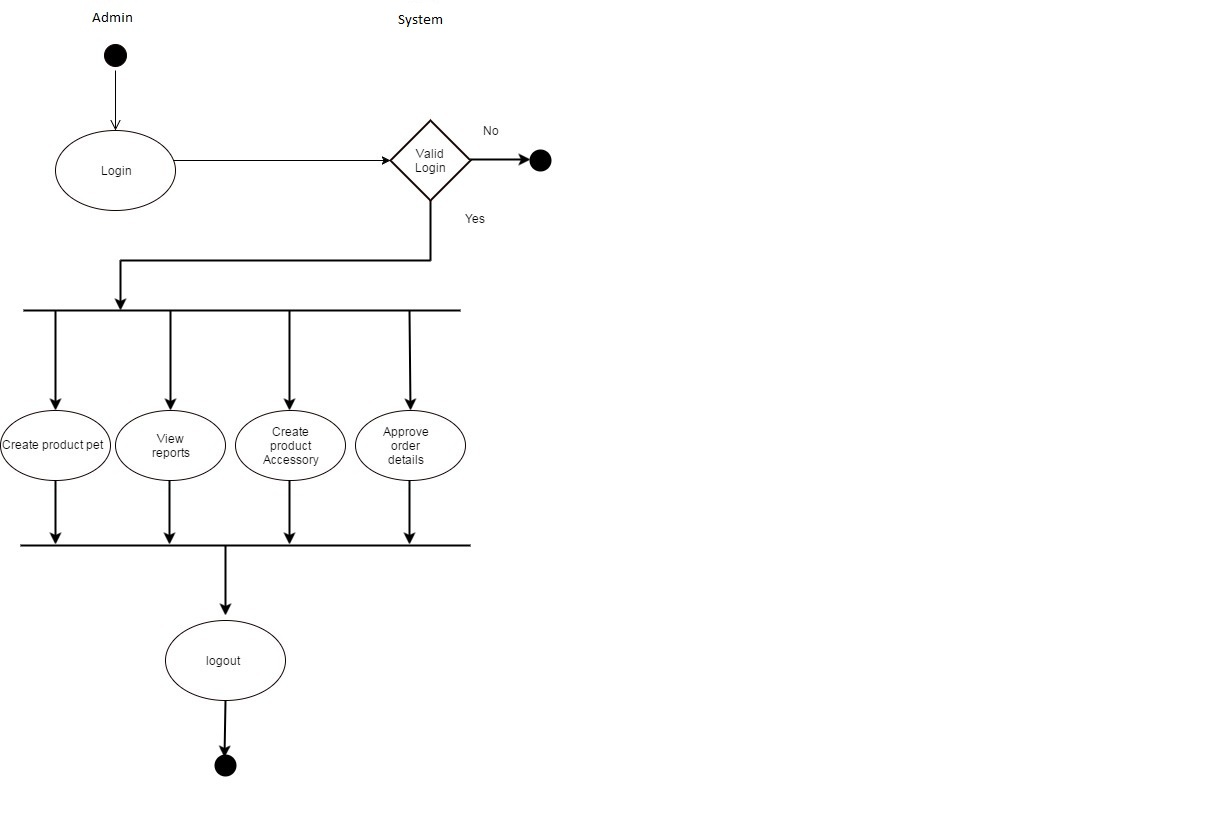 Admin
System
Login
Valid
Login
No
Yes
Create product pet
View
reports
Create
product
Accessory
Approve
order
details
logout